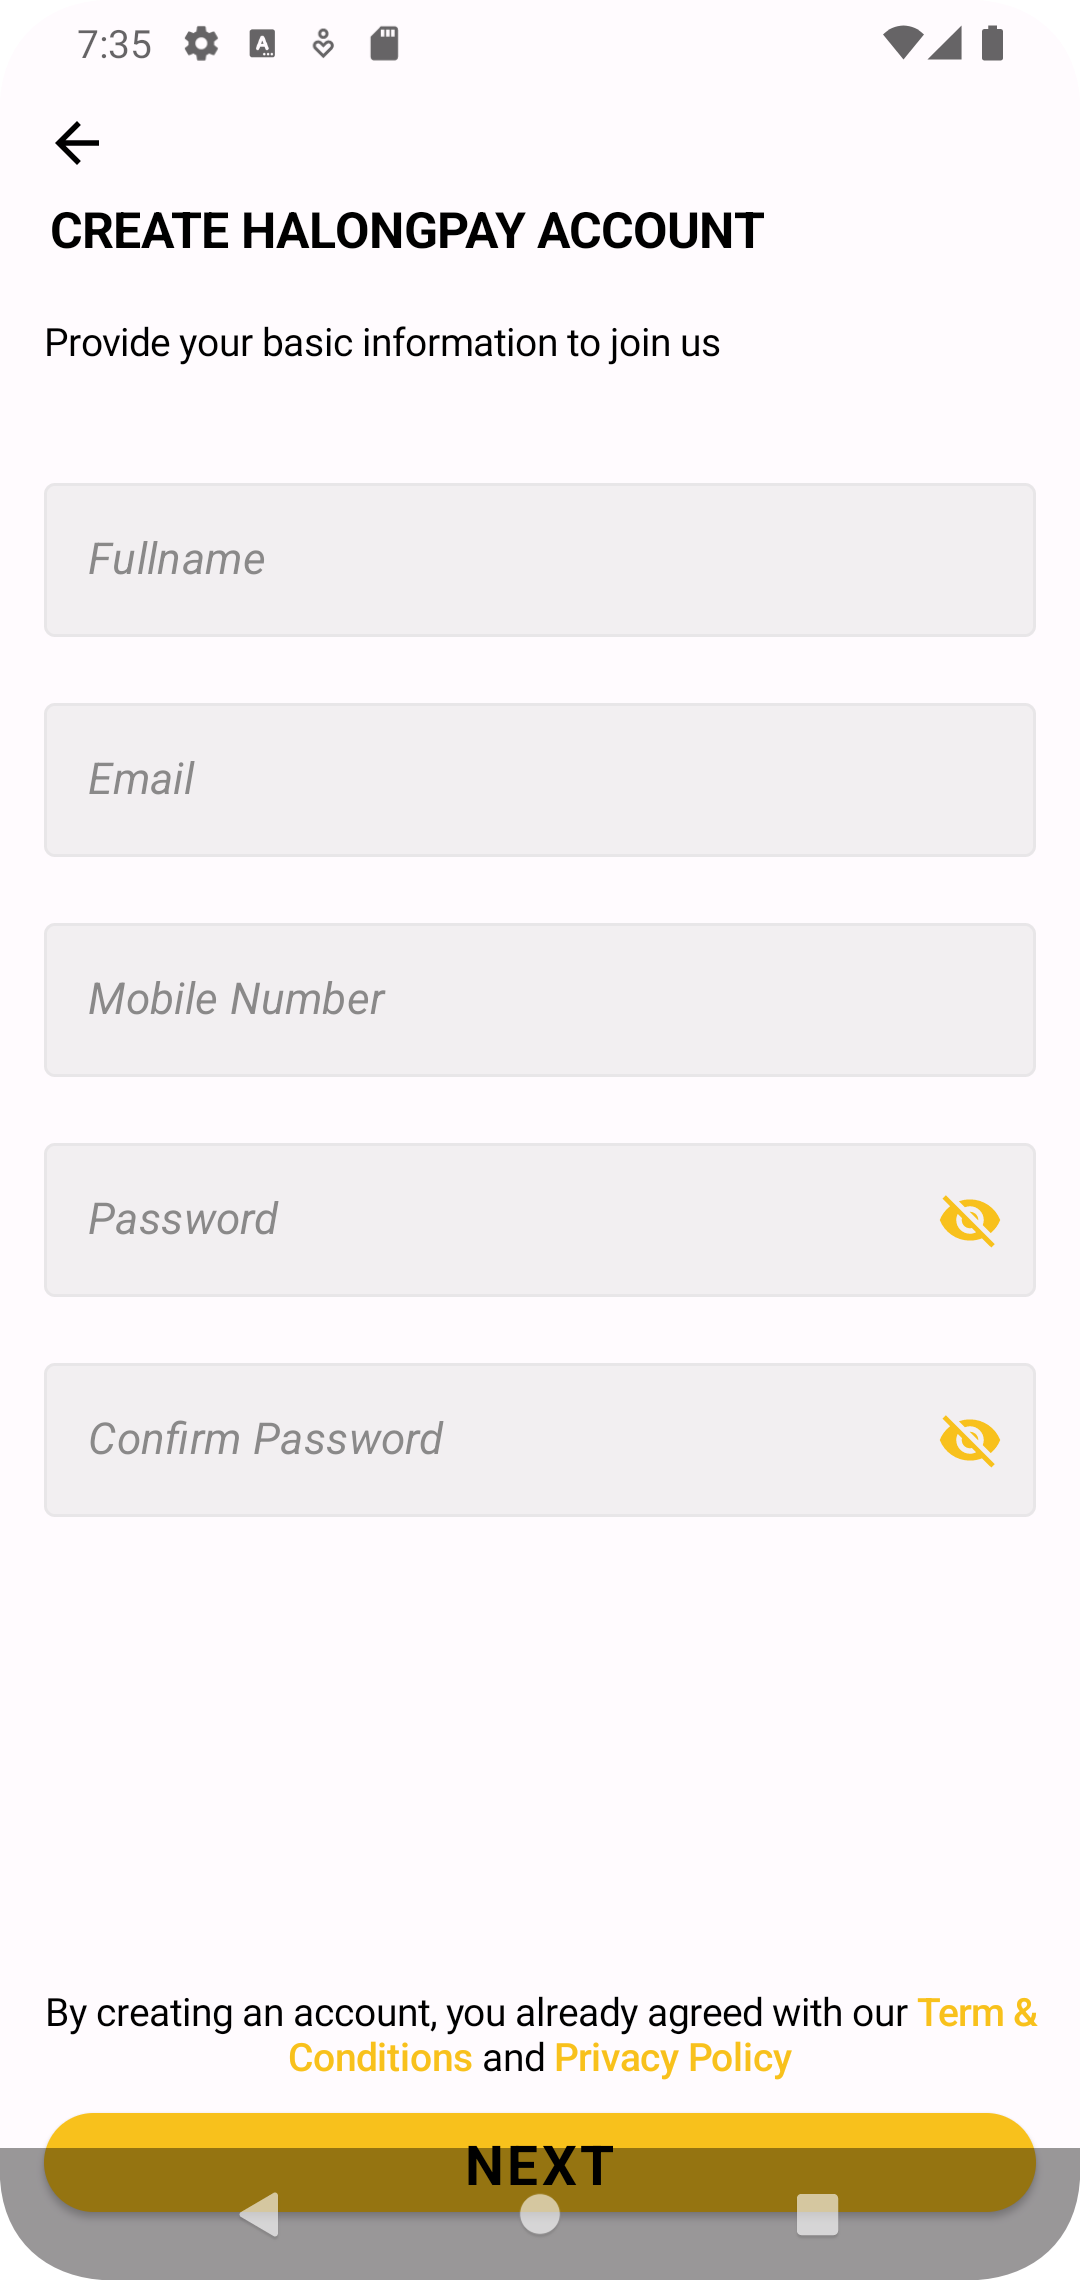 7:35
CREATE HALONGPAY ACCOUNT
Provide your basic information to join us
Fullname
Email
Mobile Number
Password
Confirm Password
By creating an account, you already agreed with our Term &
Conditions and Privacy Policy
NEXT